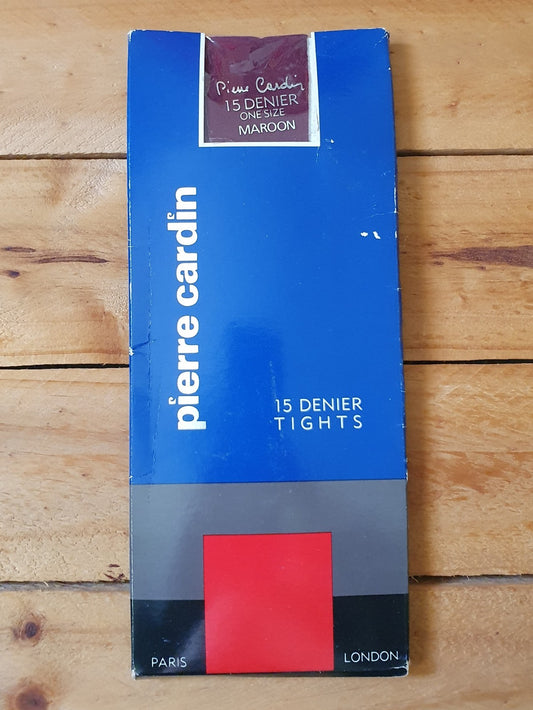 Pierre Cardin
15 DENIER
ONE SIZE
MAROON
pierre cardin
15 DENIER
TIGHTS
PARIS
LONDON